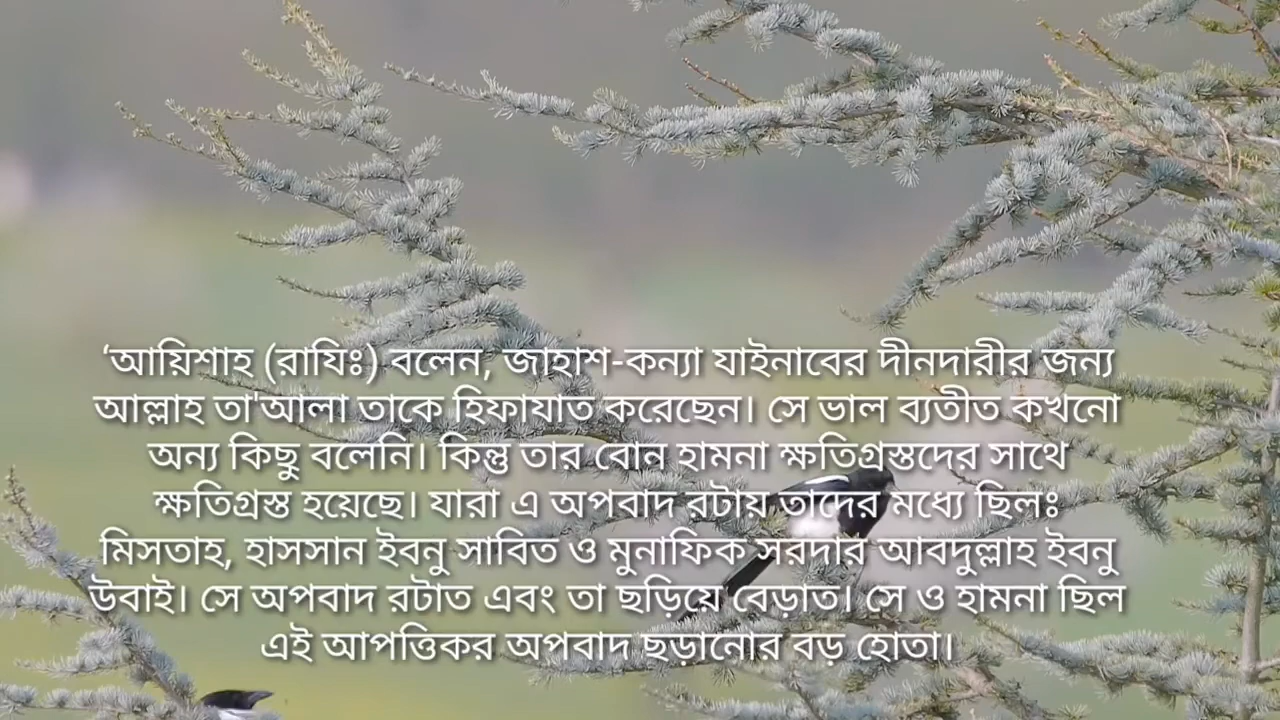 ‘আয়িশাহ (রাযিঃ) বলেন, জাহাশ-কন্যা যাইনাবের দীনদারীর জন্য
আল্লাহ তা'আলা তাকে হিফাযাত করেছেন। সে ভাল ব্যতীত কখনো
অন্য কিছু বলেনি। কিন্তু তার বোন হামনা ক্ষতিগ্রস্তদের সাথে
ক্ষতিগ্রস্ত হয়েছে। যারা এ অপবাদ রটায় তাদের মধ্যে ছিলঃ
মিসতাহ, হাসসান ইবনু সাবিত ও মুনাফিক সরদার আবদুল্লাহ ইবনু
উবাই। সে অপবাদ রটাত এবং তা ছড়িয়ে বেড়াত। সে ও হামনা ছিল
এই আপত্তিকর অপবাদ ছড়ানোর বড় হোতা।